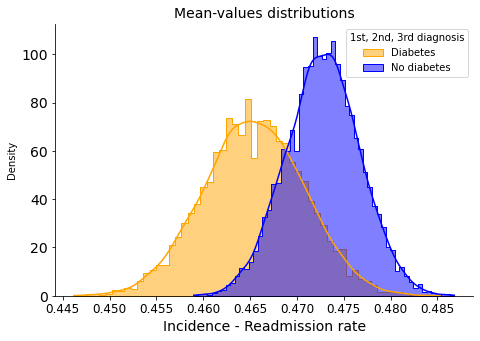 Mean-values distributions
1st, 2nd, 3rd diagnosis
Diabetes
No diabetes
Density
100
80
60
40
20
0
0.445 0.450 0.455 0.460 0.465 0.470 0.475 0.480 0.485
Incidence - Readmission rate